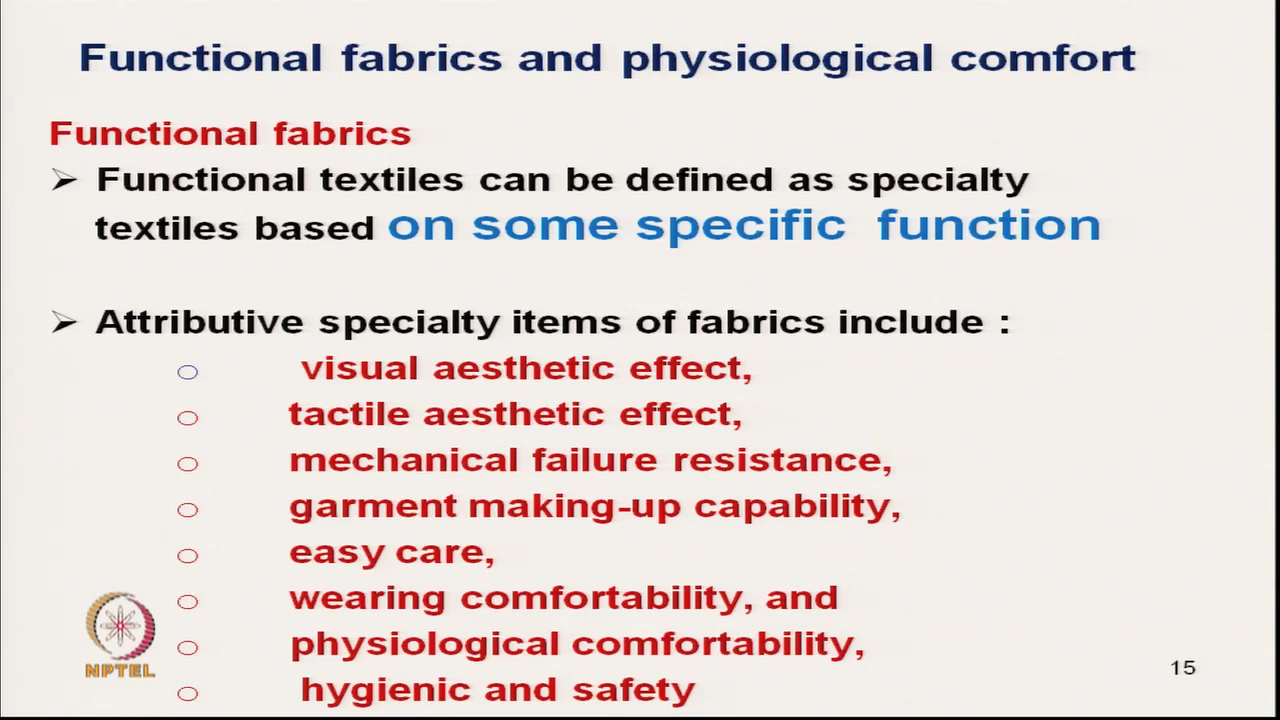 Functional fabrics and physiological comfort
Functional fabrics
➢ Functional textiles can be defined as specialty
textiles based on some specific function
➢ Attributive specialty items of fabrics include :
○ visual aesthetic effect,
○ tactile aesthetic effect,
○ mechanical failure resistance,
○ garment making-up capability,
○ easy care,
○ wearing comfortability, and
○ physiological comfortability,
○ hygienic and safety
NPTEL
15